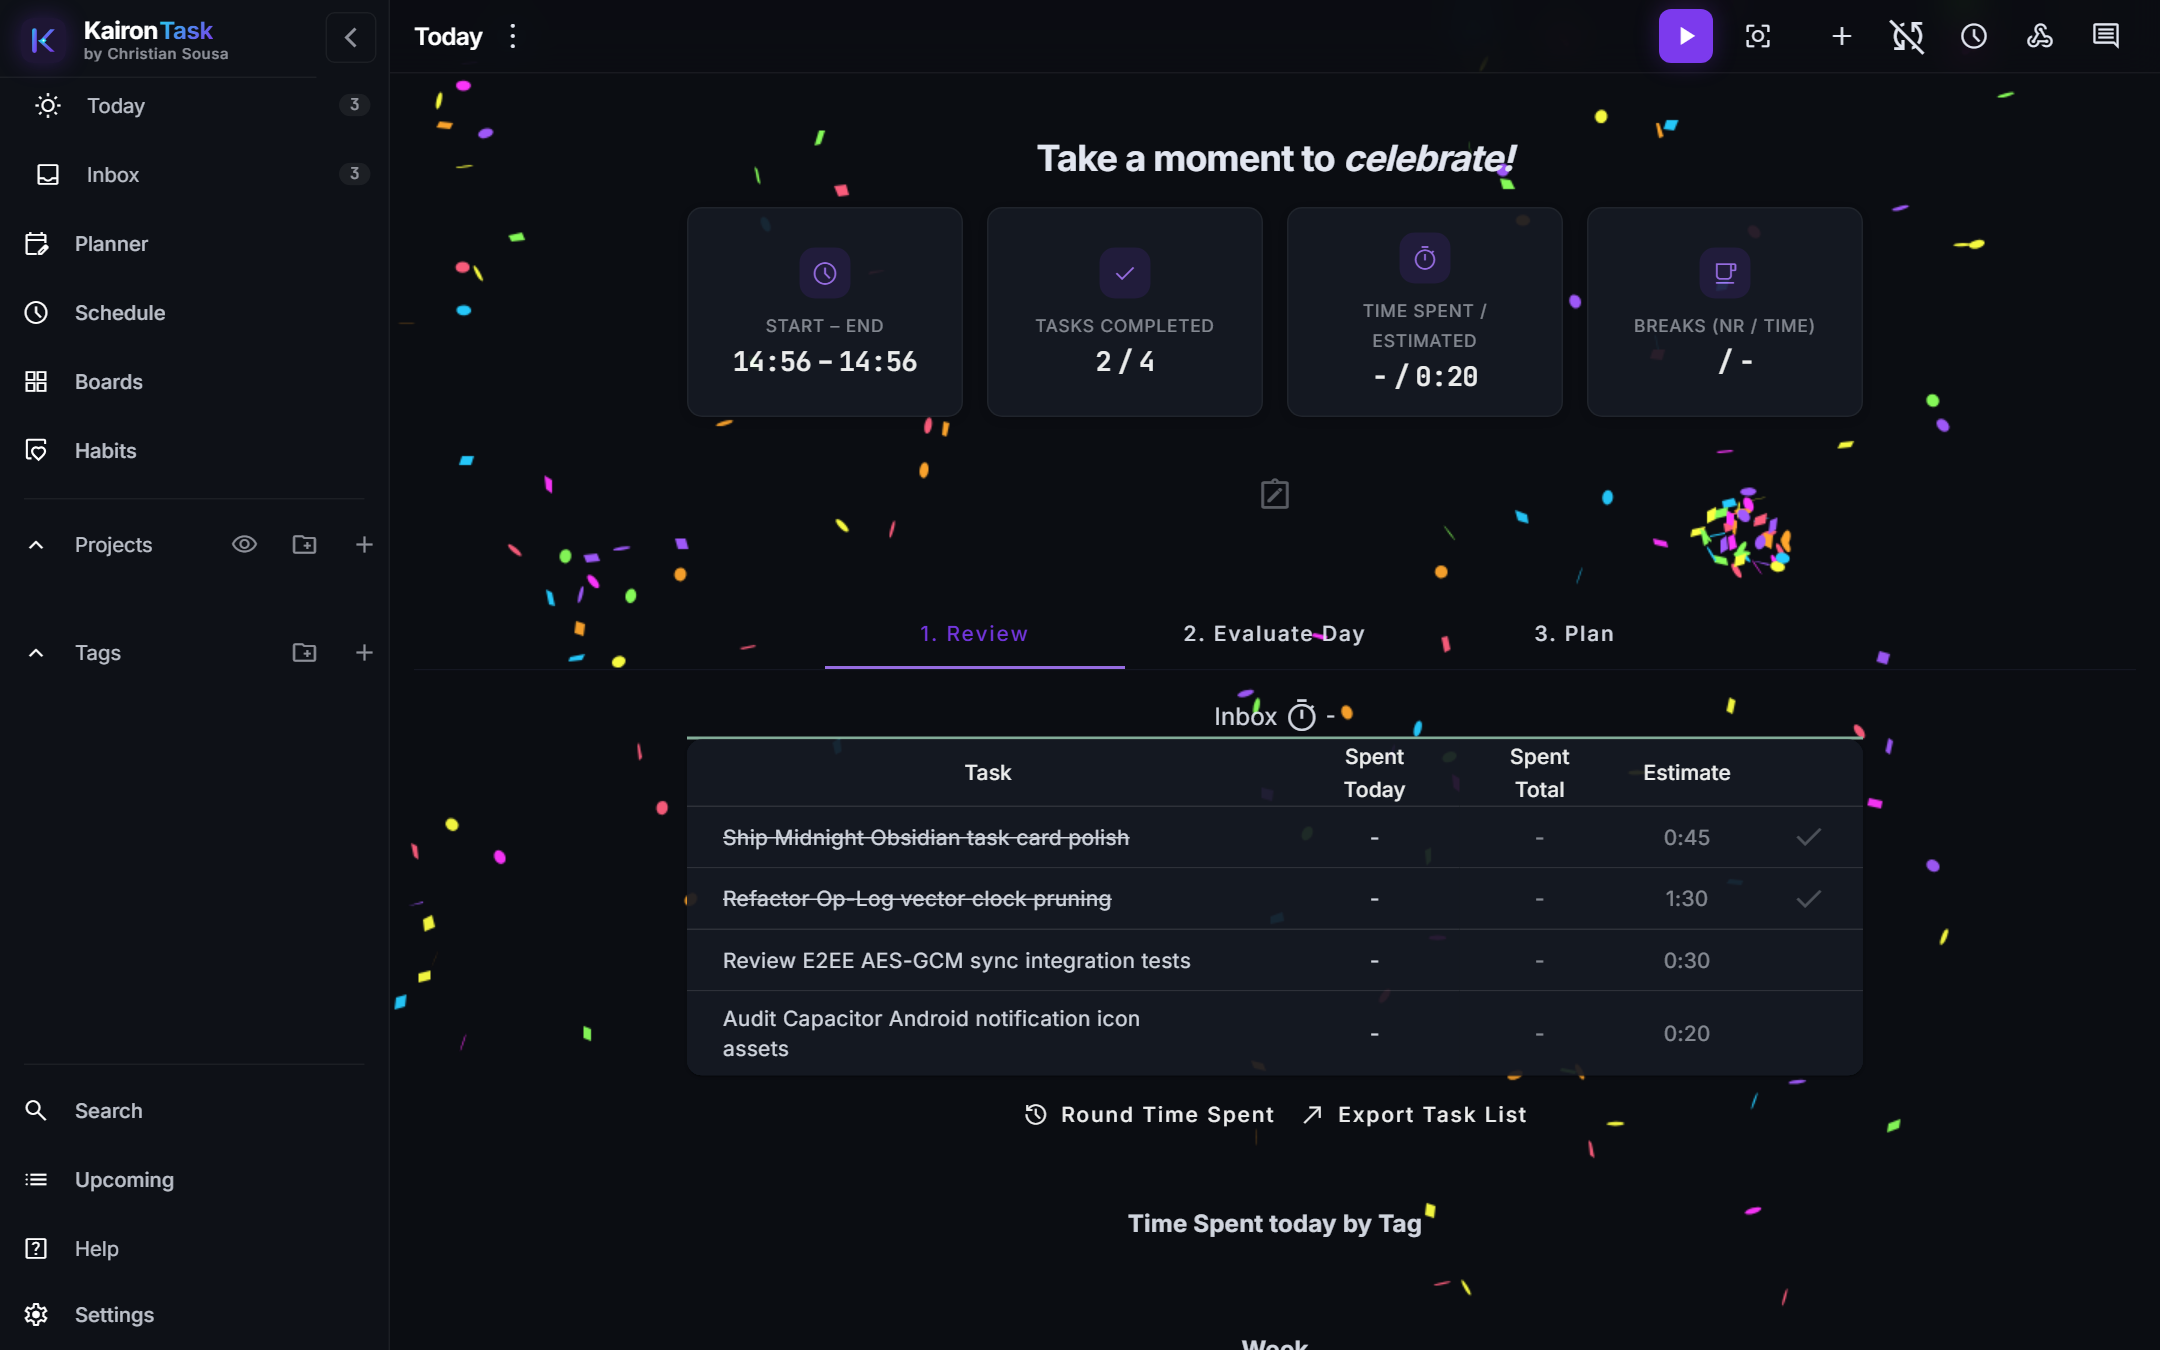 KaironTask
by Christian Sousa
Today 3
Inbox 3
Planner
Schedule
Boards
Habits
Projects
Tags
Search
Upcoming
Help
Settings
Today
Take a moment to celebrate!
START – END
14:56 – 14:56
TASKS COMPLETED
2 / 4
TIME SPENT /
ESTIMATED
- / 0:20
BREAKS (NR / TIME)
/ -
1. Review
2. Evaluate Day
3. Plan
Inbox -
Task Spent Today Spent Total Estimate
Ship Midnight Obsidian task card polish - - 0:45
Refactor Op-Log vector clock pruning - - 1:30
Review E2EE AES-GCM sync integration tests - - 0:30
Audit Capacitor Android notification icon
assets - - 0:20
Round Time Spent Export Task List
Time Spent today by Tag
Week